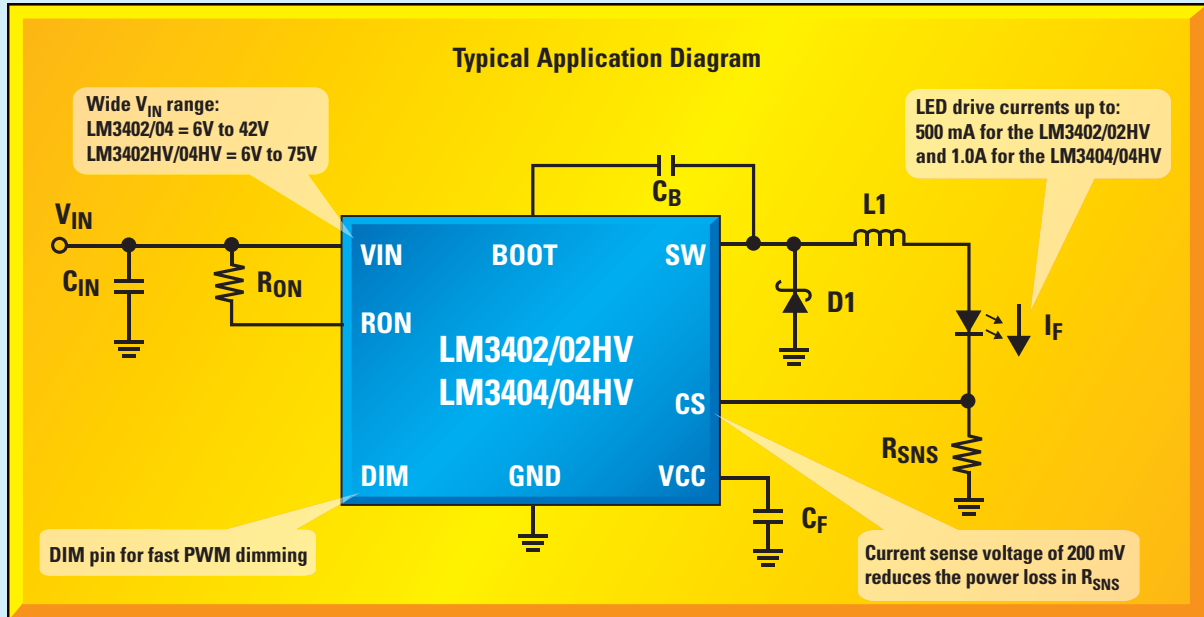 Typical Application Diagram
Wide VIN range:
LM3402/04 = 6V to 42V
LM3402HV/04HV = 6V to 75V
LED drive currents up to:
500 mA for the LM3402/02HV
and 1.0A for the LM3404/04HV
CB
L1
VIN
VIN
BOOT
SW
CIN
RON
D1
IF
RON
LM3402/02HV
LM3404/04HV
CS
RSNS
DIM
GND
VCC
CF
DIM pin for fast PWM dimming
Current sense voltage of 200 mV
reduces the power loss in RSNS